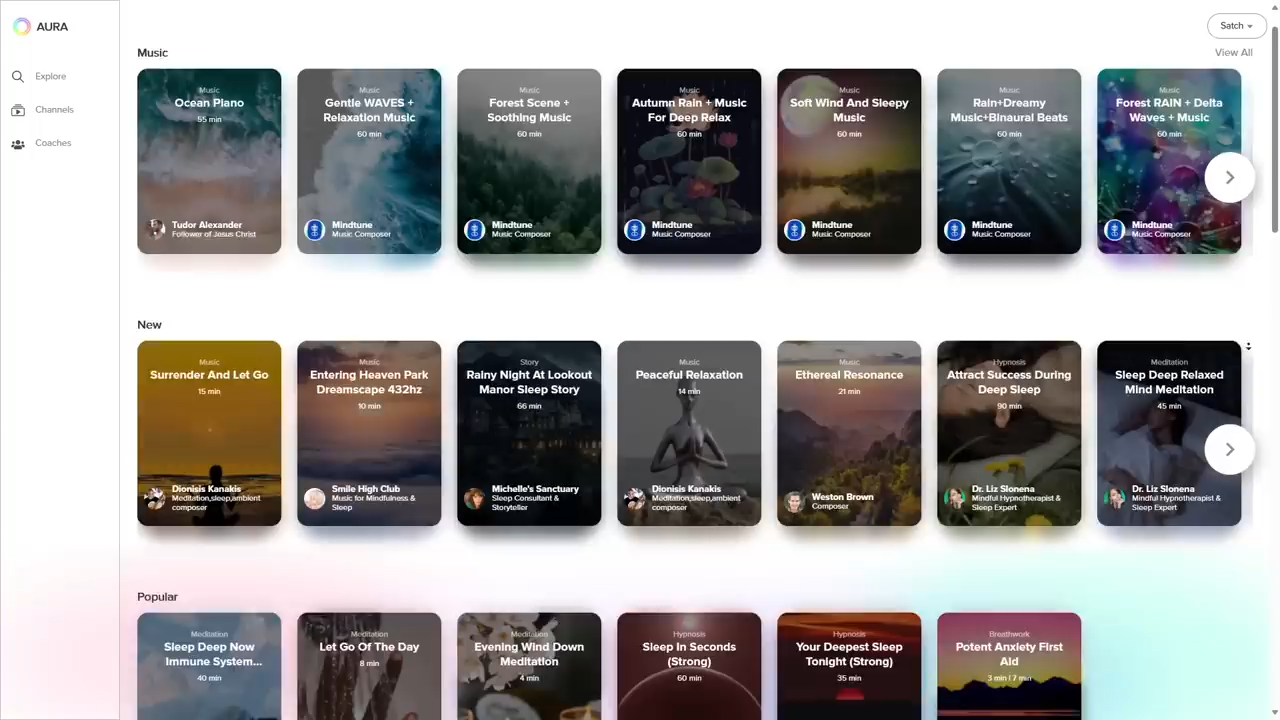 AURA
Satch
Explore
Channels
Coaches
Music
View All
Music
Ocean Piano
55 min
Tudor Alexander
Follower of Jesus Christ
Music
Gentle WAVES +
Relaxation Music
60 min
Mindtune
Music Composer
Music
Forest Scene +
Soothing Music
60 min
Mindtune
Music Composer
Music
Autumn Rain + Music
For Deep Relax
60 min
Mindtune
Music Composer
Music
Soft Wind And Sleepy
Music
60 min
Mindtune
Music Composer
Music
Rain+Dreamy
Music+Binaural Beats
60 min
Mindtune
Music Composer
Music
Forest RAIN + Delta
Waves + Music
60 min
Mindtune
Music Composer
New
Music
Surrender And Let Go
15 min
Dionisis Kanakis
Meditation,sleep,ambient
composer
Music
Entering Heaven Park
Dreamscape 432hz
10 min
Smile High Club
Music for Mindfulness &
Sleep
Story
Rainy Night At Lookout
Manor Sleep Story
66 min
Michelle's Sanctuary
Sleep Consultant &
Storyteller
Music
Peaceful Relaxation
14 min
Dionisis Kanakis
Meditation,sleep,ambient
composer
Music
Ethereal Resonance
21 min
Weston Brown
Composer
Hypnosis
Attract Success During
Deep Sleep
90 min
Dr. Liz Slonena
Mindful Hypnotherapist &
Sleep Expert
Meditation
Sleep Deep Relaxed
Mind Meditation
45 min
Dr. Liz Slonena
Mindful Hypnotherapist &
Sleep Expert
Popular
Meditation
Sleep Deep Now
Immune System...
40 min
Meditation
Let Go Of The Day
8 min
Meditation
Evening Wind Down
Meditation
4 min
Hypnosis
Sleep In Seconds
(Strong)
60 min
Hypnosis
Your Deepest Sleep
Tonight (Strong)
35 min
Breathwork
Potent Anxiety First
Aid
3 min | 7 min